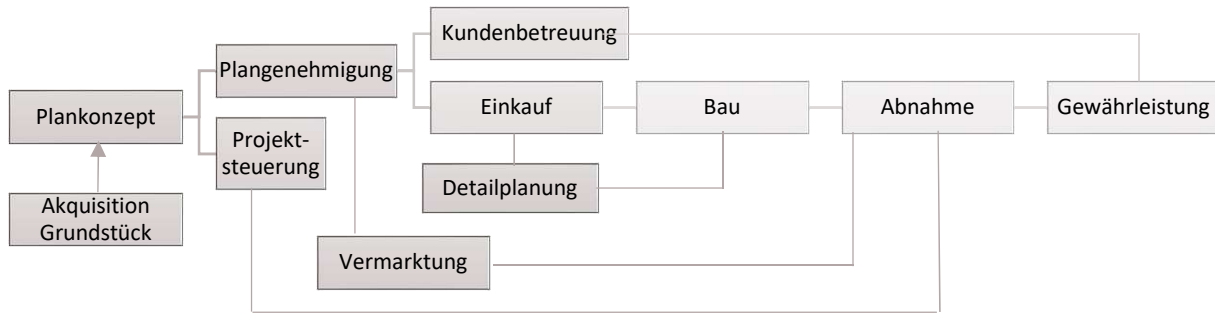 Kundenbetreuung
Plangenehmigung
Plankonzept
Einkauf
Bau
Abnahme
Gewährleistung
Projekt-
steuerung
Detailplanung
Akquisition
Grundstück
Vermarktung